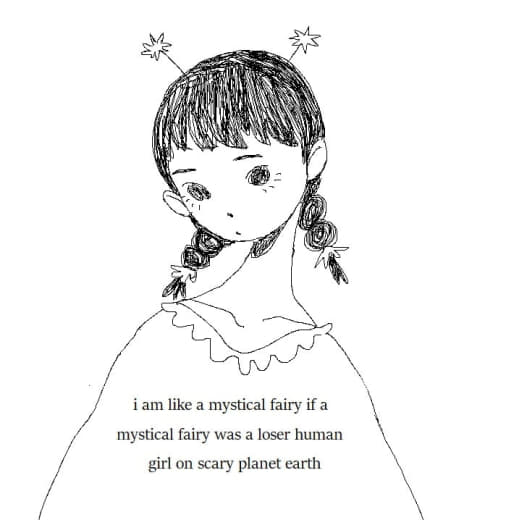 i am like a mystical fairy if a
mystical fairy was a loser human
girl on scary planet earth